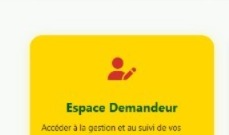 Espace Demandeur
Accéder à la gestion et au suivi de vos